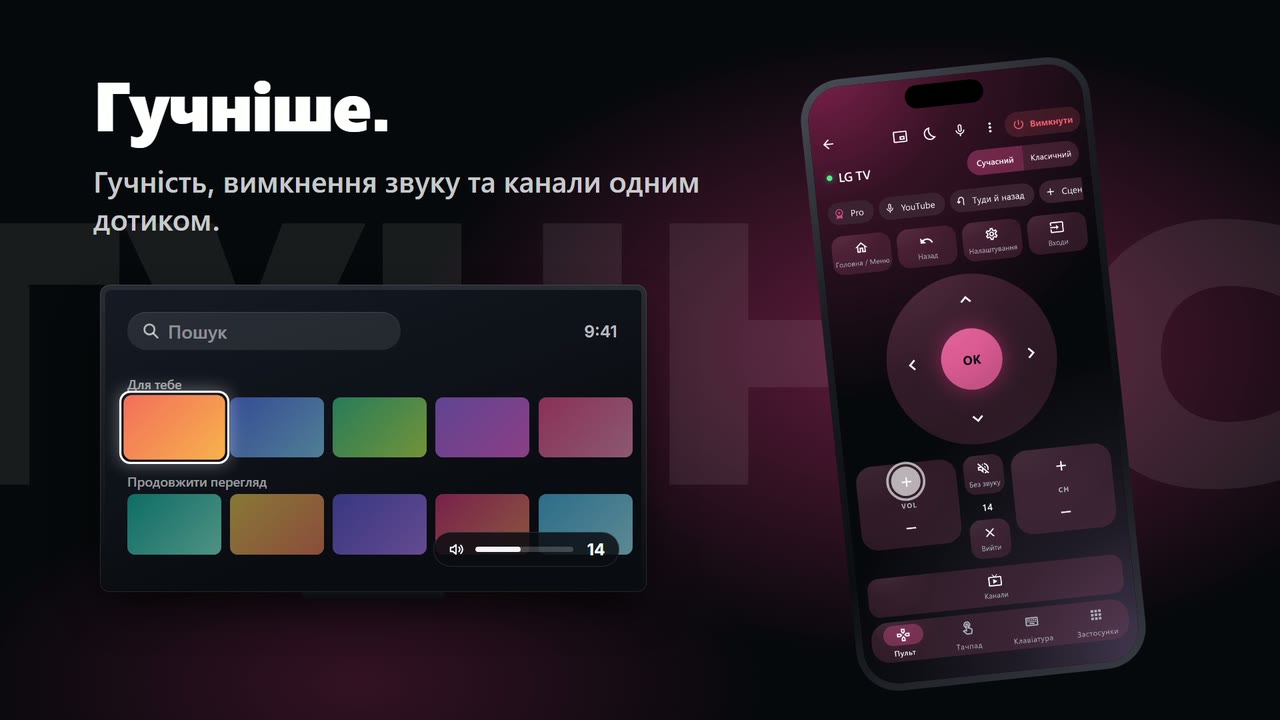 Гучніше.
Гучність, вимкнення звуку та канали одним
дотиком.
Пошук
9:41
Для тебе
Продовжити перегляд
14
Вимкнути
LG TV
Сучасний
Класичний
Pro
YouTube
Туди й назад
Сцен
Головна / Меню
Назад
Налаштування
Входи
OK
VOL
Без звуку
14
Вийти
CH
Канали
Пульт
Тачпад
Клавіатура
Застосунки